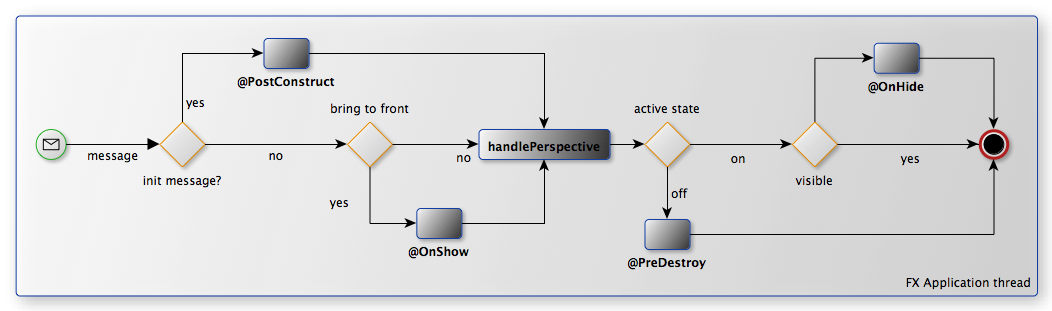 @PostConstruct
@OnHide
yes
bring to front
active state
handlePerspective
message
no
no
on
yes
init message?
visible
yes
off
@OnShow
@PreDestroy
FX Application thread